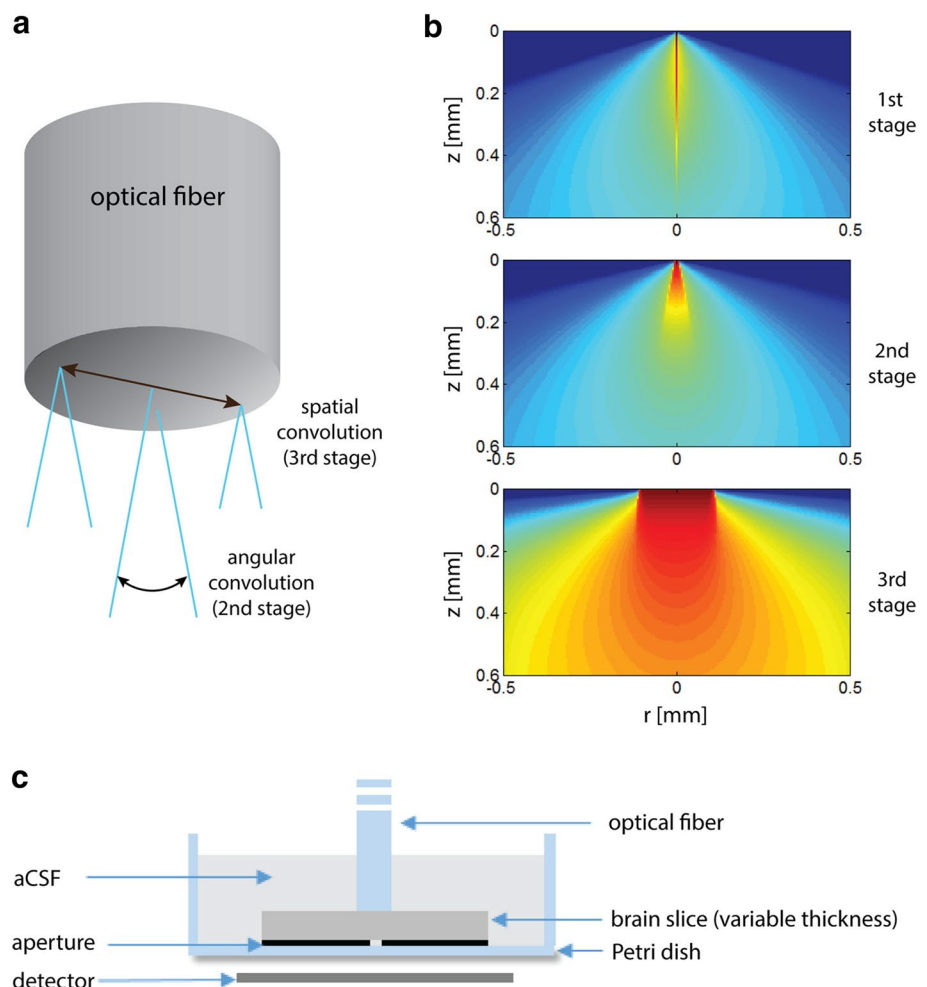 a
optical fiber
spatial
convolution
(3rd stage)
angular
convolution
(2nd stage)
b
0
0.2
0.4
0.6
z [mm]
-0.5
0
0.5
1st
stage
0
0.2
0.4
0.6
z [mm]
-0.5
0
0.5
2nd
stage
0
0.2
0.4
0.6
z [mm]
-0.5
0
0.5
r [mm]
3rd
stage
c
optical fiber
aCSF
brain slice (variable thickness)
aperture
Petri dish
detector